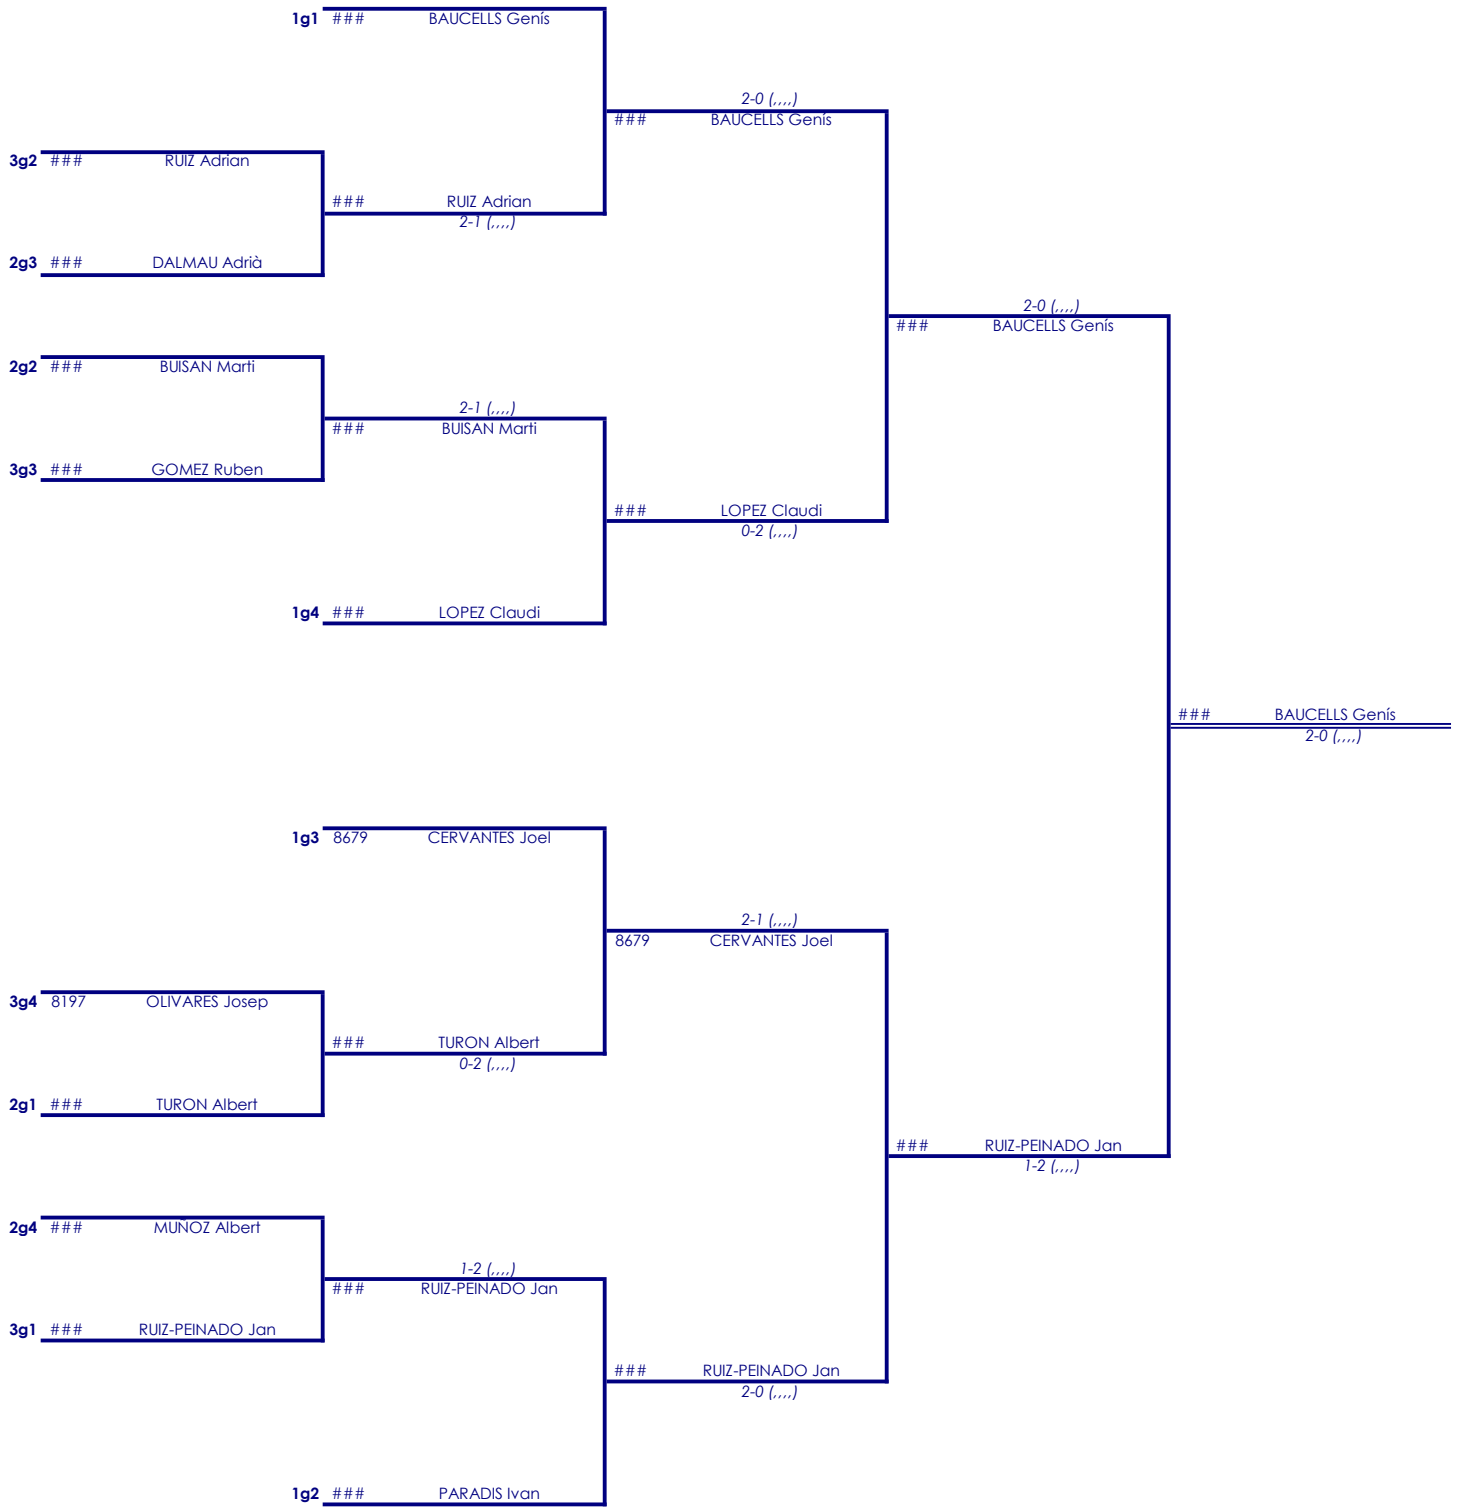 1g1 ### BAUCELLS Genís
2-0 (,,,,)
### BAUCELLS Genís
3g2 ### RUIZ Adrian
### RUIZ Adrian
2-1 (,,,,)
2g3 ### DALMAU Adrià
2-0 (,,,,)
### BAUCELLS Genís
2g2 ### BUISAN Marti
2-1 (,,,,)
### BUISAN Marti
3g3 ### GOMEZ Ruben
### LOPEZ Claudi
0-2 (,,,,)
1g4 ### LOPEZ Claudi
### BAUCELLS Genís
2-0 (,,,,)
1g3 8679 CERVANTES Joel
2-1 (,,,,)
8679 CERVANTES Joel
3g4 8197 OLIVARES Josep
### TURON Albert
0-2 (,,,,)
2g1 ### TURON Albert
### RUIZ-PEINADO Jan
1-2 (,,,,)
2g4 ### MUÑOZ Albert
1-2 (,,,,)
### RUIZ-PEINADO Jan
3g1 ### RUIZ-PEINADO Jan
### RUIZ-PEINADO Jan
2-0 (,,,,)
1g2 ### PARADIS Ivan